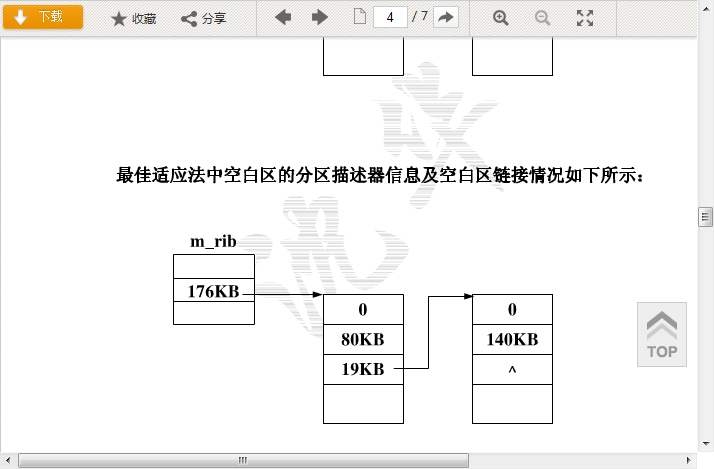 下载
收藏
分享
4 / 7
最佳适应法中空白区的分区描述器信息及空白区链接情况如下所示：
m_rib
176KB
0
80KB
19KB
0
140KB
^
TOP